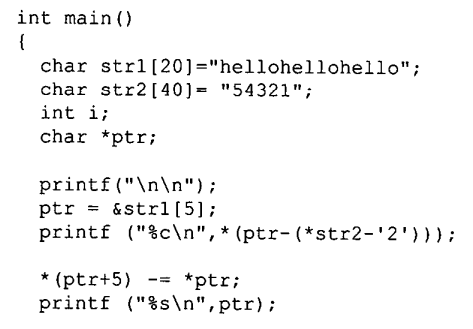 int main()
{
char str1[20]="hellohellohello";
char str2[40]= "54321";
int i;
char *ptr;
printf("\n\n");
ptr = &str1[5];
printf ("%c\n",*(ptr-(*str2-'2')));
*(ptr+5) -= *ptr;
printf ("%s\n",ptr);